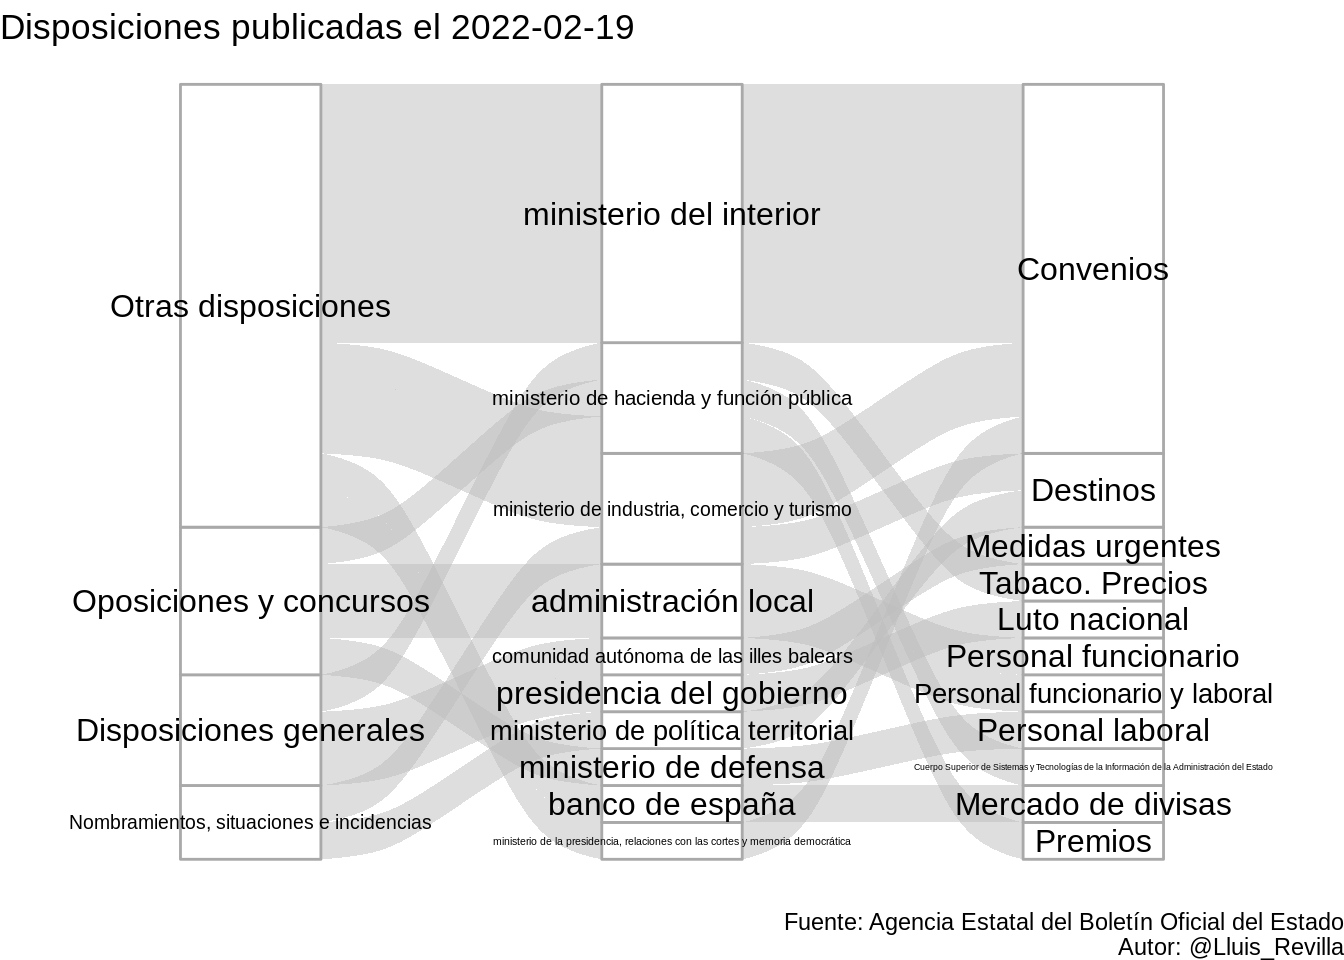 Disposiciones publicadas el 2022-02-19
Otras disposiciones
Oposiciones y concursos
Disposiciones generales
Nombramientos, situaciones e incidencias
ministerio del interior
ministerio de hacienda y función pública
ministerio de industria, comercio y turismo
administración local
comunidad autónoma de las illes balears
presidencia del gobierno
ministerio de política territorial
ministerio de defensa
banco de españa
ministerio de la presidencia, relaciones con las cortes y memoria democrática
Convenios
Destinos
Medidas urgentes
Tabaco. Precios
Luto nacional
Personal funcionario
Personal funcionario y laboral
Personal laboral
Cuerpo Superior de Sistemas y Tecnologías de la Información de la Administración del Estado
Mercado de divisas
Premios
Fuente: Agencia Estatal del Boletín Oficial del Estado
Autor: @Lluis_Revilla